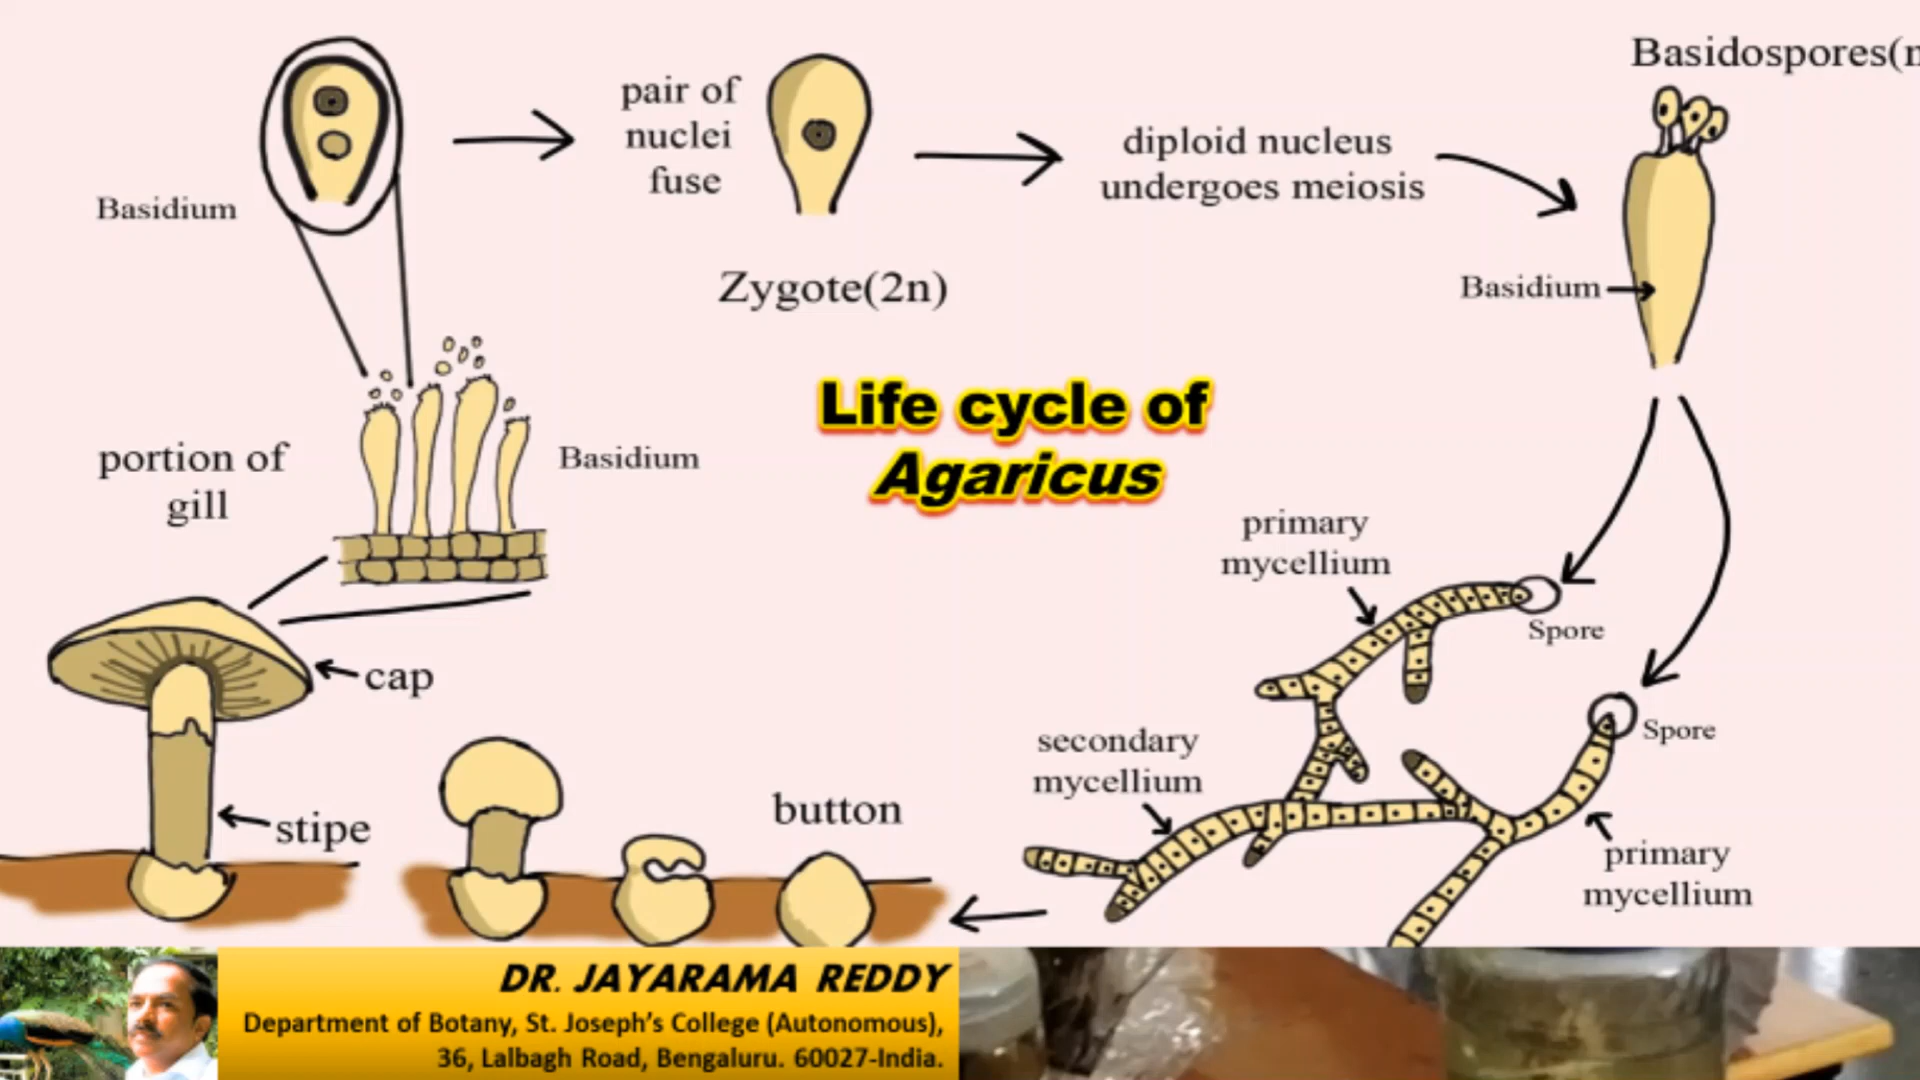 Basidospores(n
pair of
nuclei
fuse
diploid nucleus
undergoes meiosis
Basidium
Zygote(2n)
Basidium
Life cycle of
Agaricus
portion of
gill
Basidium
primary
mycellium
Spore
cap
secondary
mycellium
Spore
button
stipe
primary
mycellium
DR. JAYARAMA REDDY
Department of Botany, St. Joseph's College (Autonomous),
36, Lalbagh Road, Bengaluru. 60027-India.